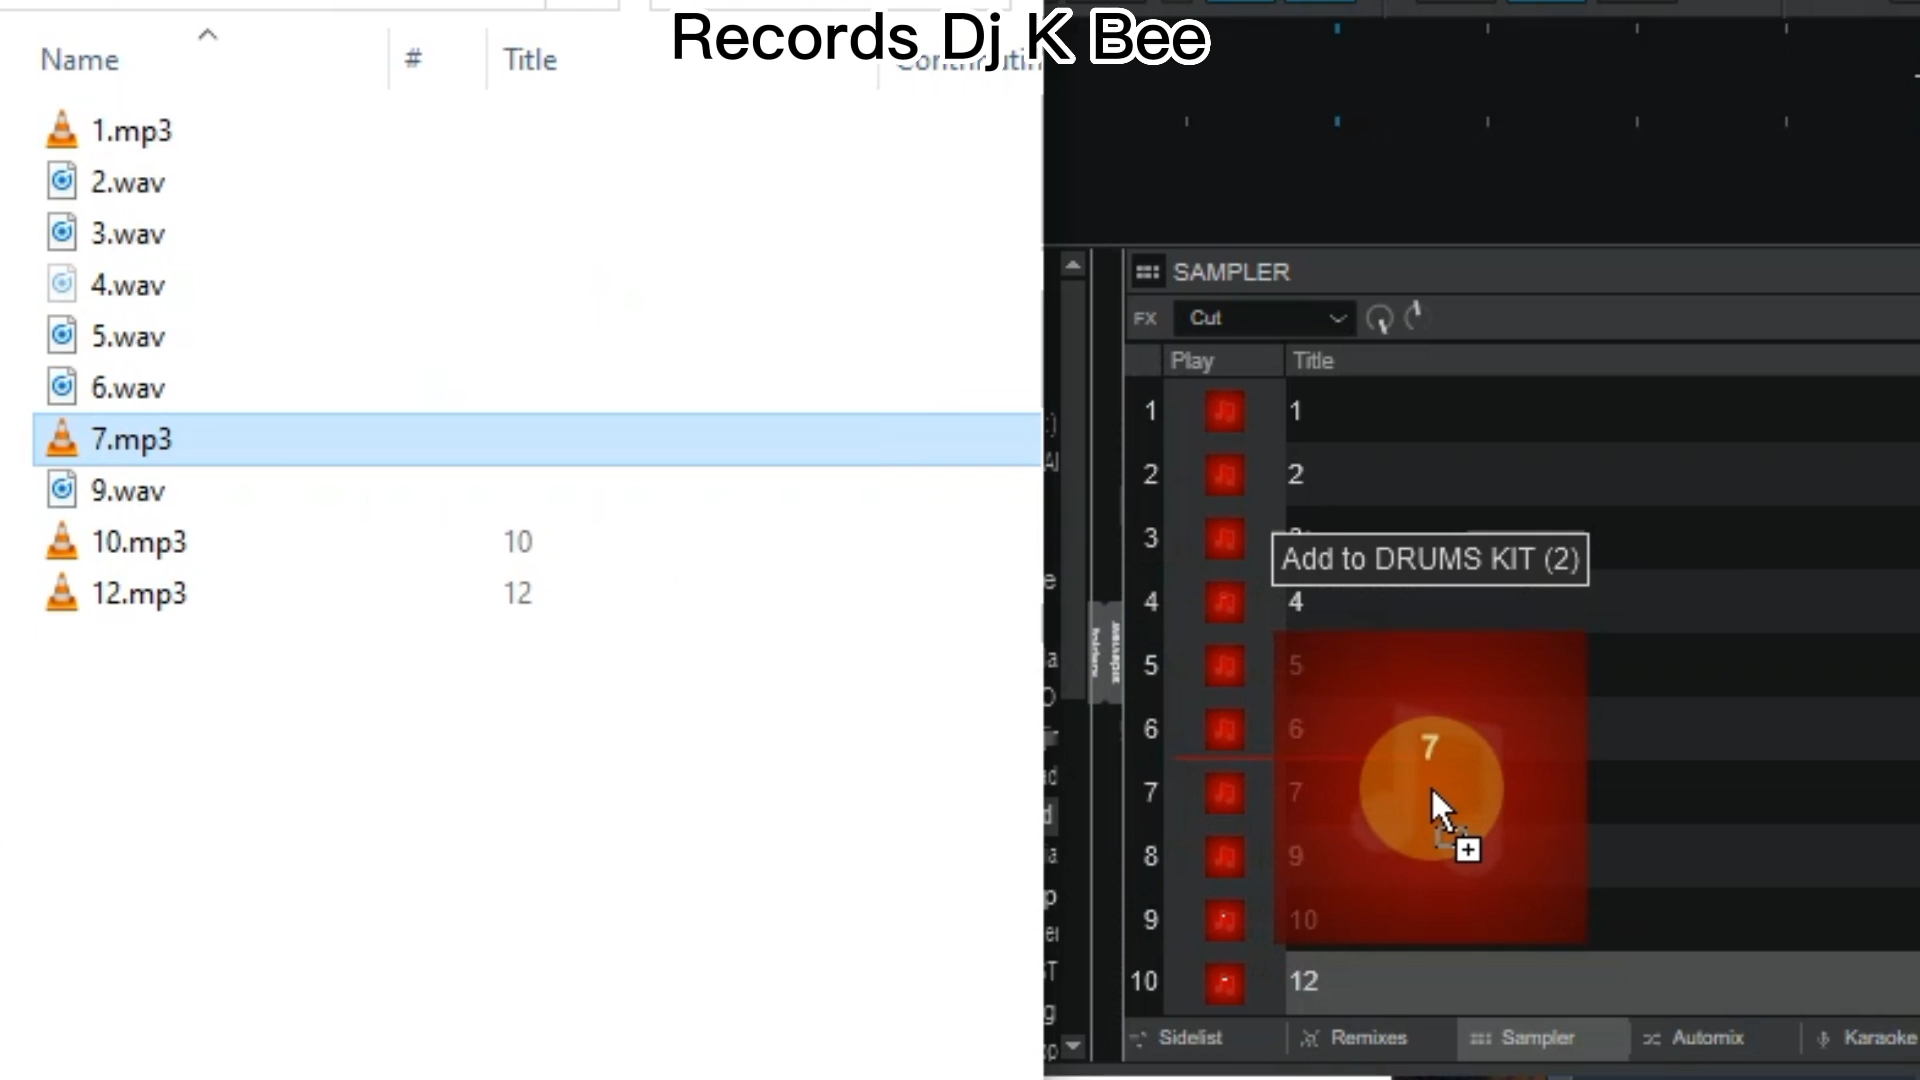 Records Dj K Bee
Name
#
Title
1.mp3
2.wav
3.wav
4.wav
5.wav
6.wav
7.mp3
9.wav
10.mp3 10
12.mp3 12
SAMPLER
FX Cut
Play Title
1 1
2 2
3
Add to DRUMS KIT (2)
4 4
5 5
6 6
7
7 7
8 9
9 10
10 12
Sidelist Remixes Sampler Automix Karaoke